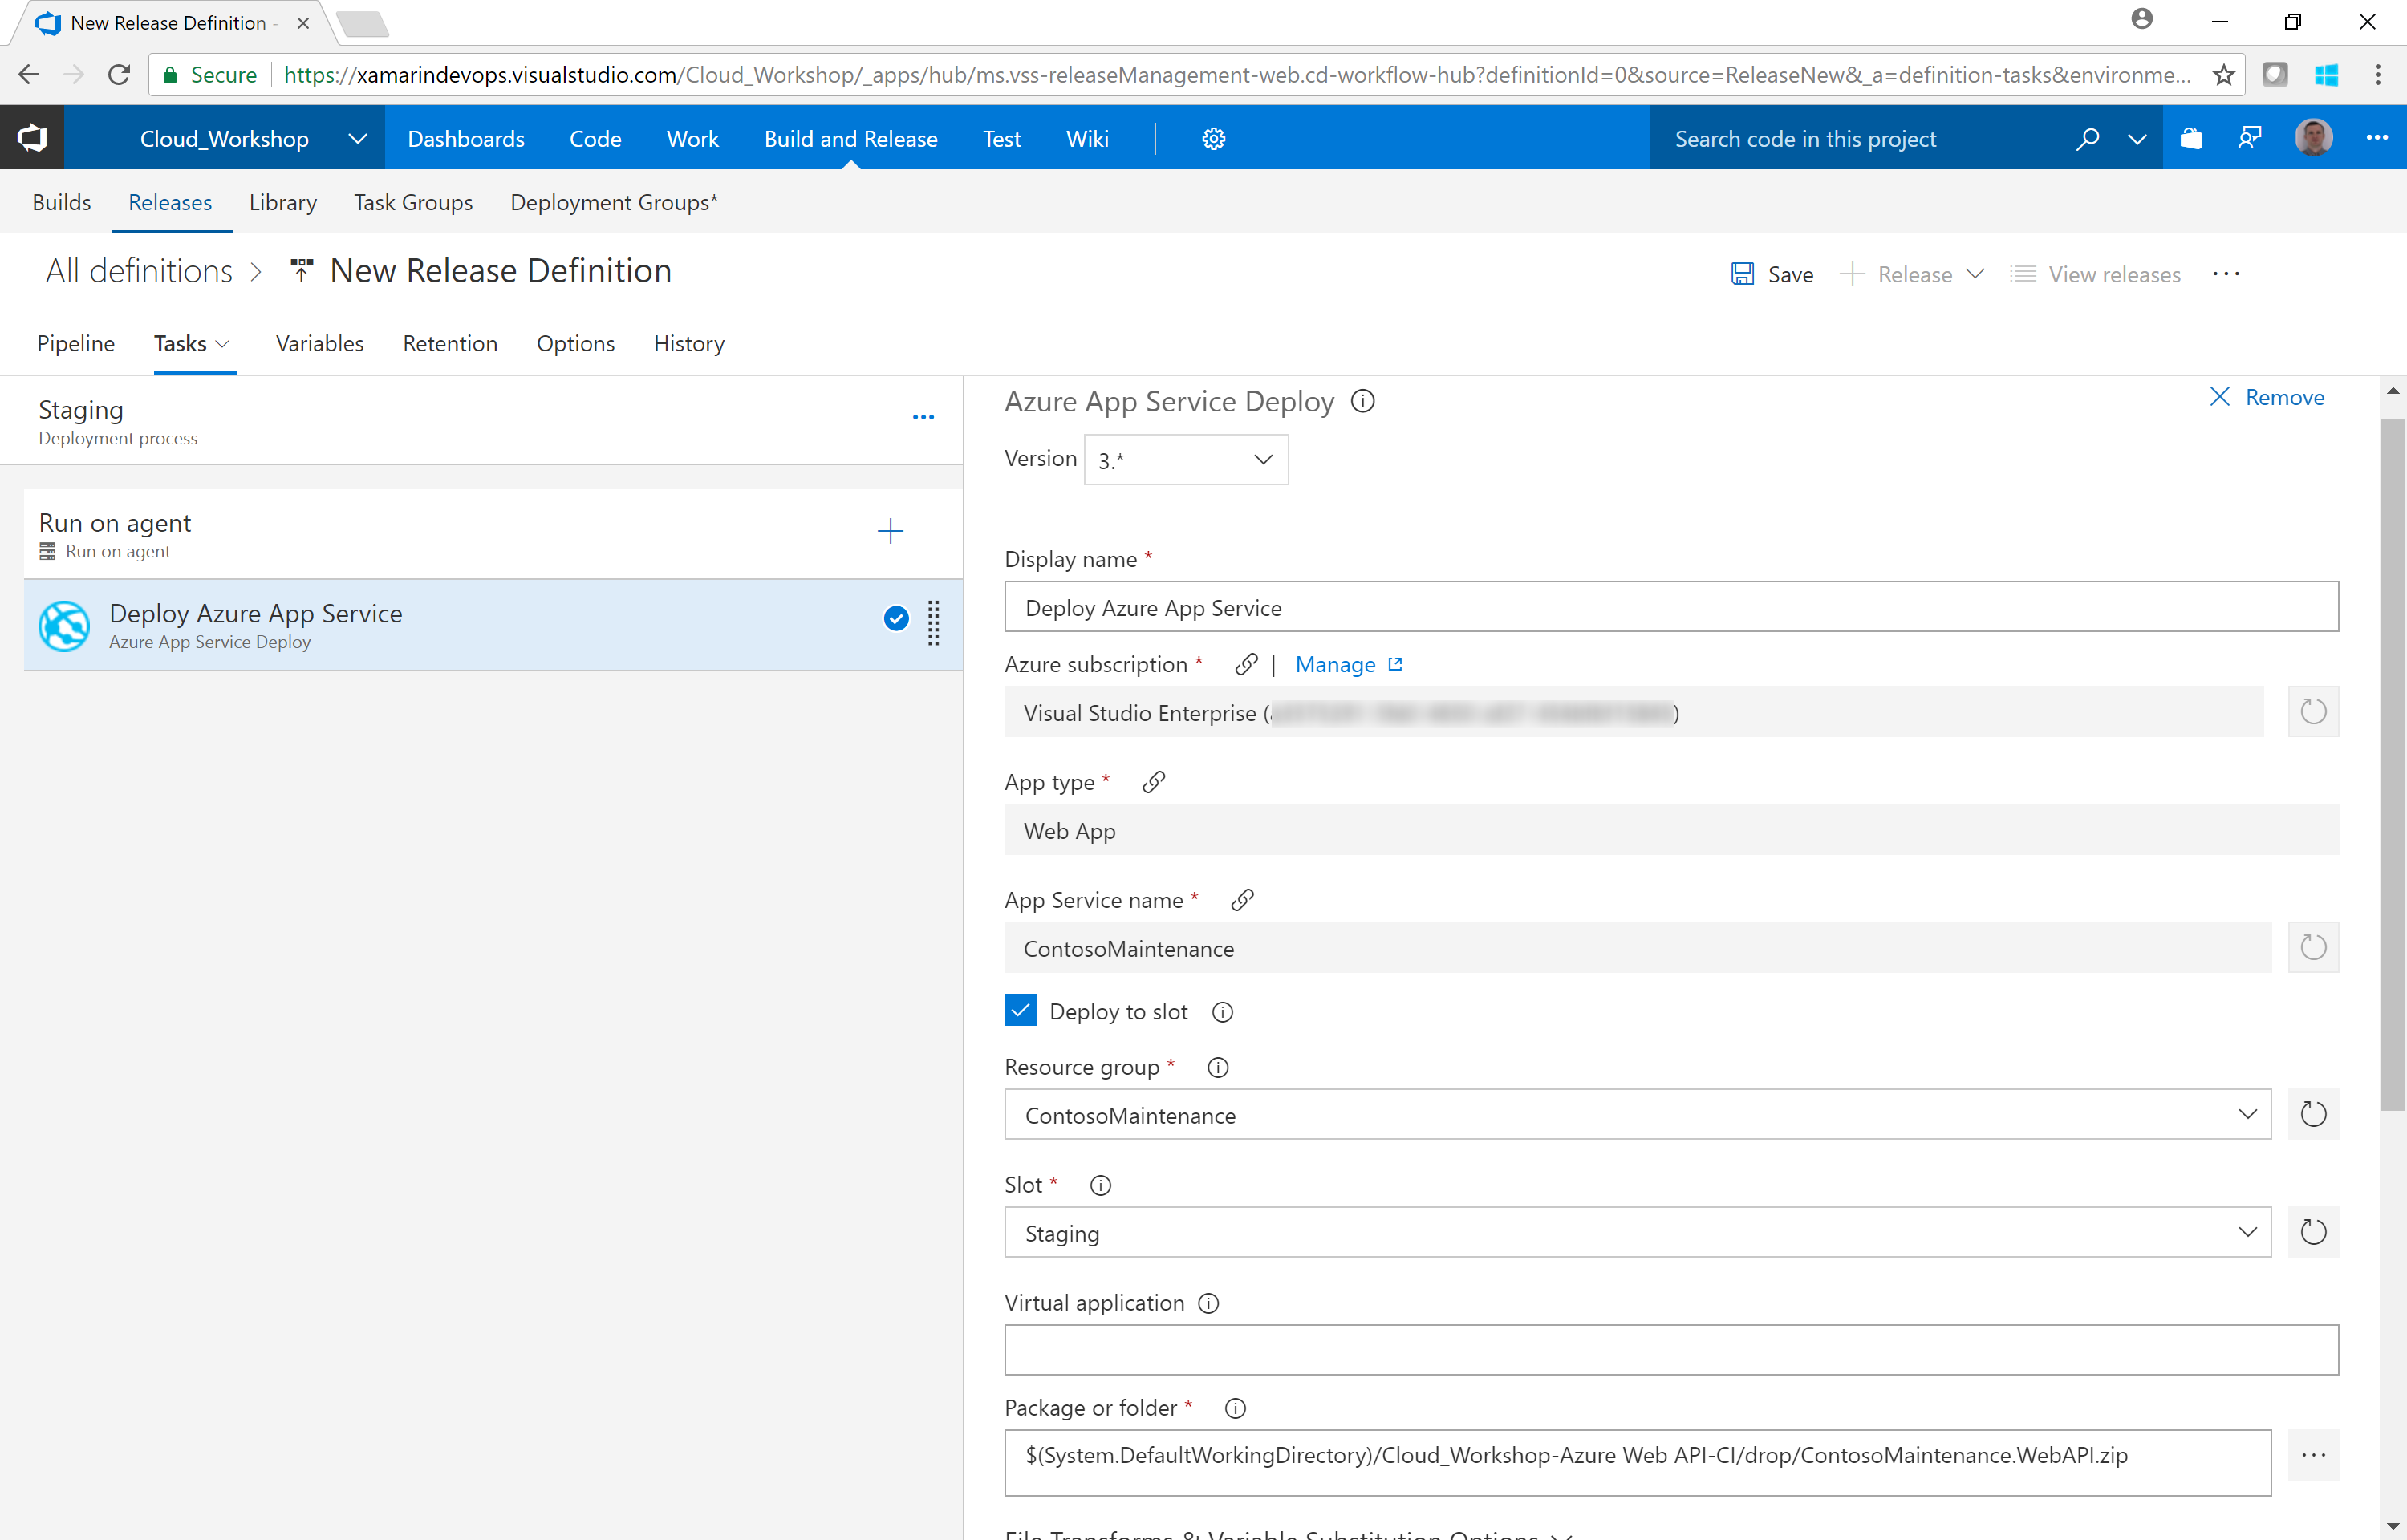 New Release Definition -
Secure
https://xamarindevops.visualstudio.com/Cloud_Workshop/_apps/hub/ms.vss-releaseManagement-web.cd-workflow-hub?definitionId=0&source=ReleaseNew&_a=definition-tasks&environme...
Cloud_Workshop Dashboards Code Work Build and Release Test Wiki Search code in this project
Builds Releases Library Task Groups Deployment Groups*
All definitions > New Release Definition Save + Release View releases ...
Pipeline Tasks Variables Retention Options History
Staging
Deployment process
Run on agent
Run on agent
Deploy Azure App Service
Azure App Service Deploy
Azure App Service Deploy
Remove
Version 3.*
Display name *
Deploy Azure App Service
Azure subscription * | Manage
Visual Studio Enterprise ( )
App type *
Web App
App Service name *
ContosoMaintenance
Deploy to slot
Resource group *
ContosoMaintenance
Slot *
Staging
Virtual application
Package or folder *
$(System.DefaultWorkingDirectory)/Cloud_Workshop-Azure Web API-CI/drop/ContosoMaintenance.WebAPI.zip
...
File Transforms & Variable Substitution Options